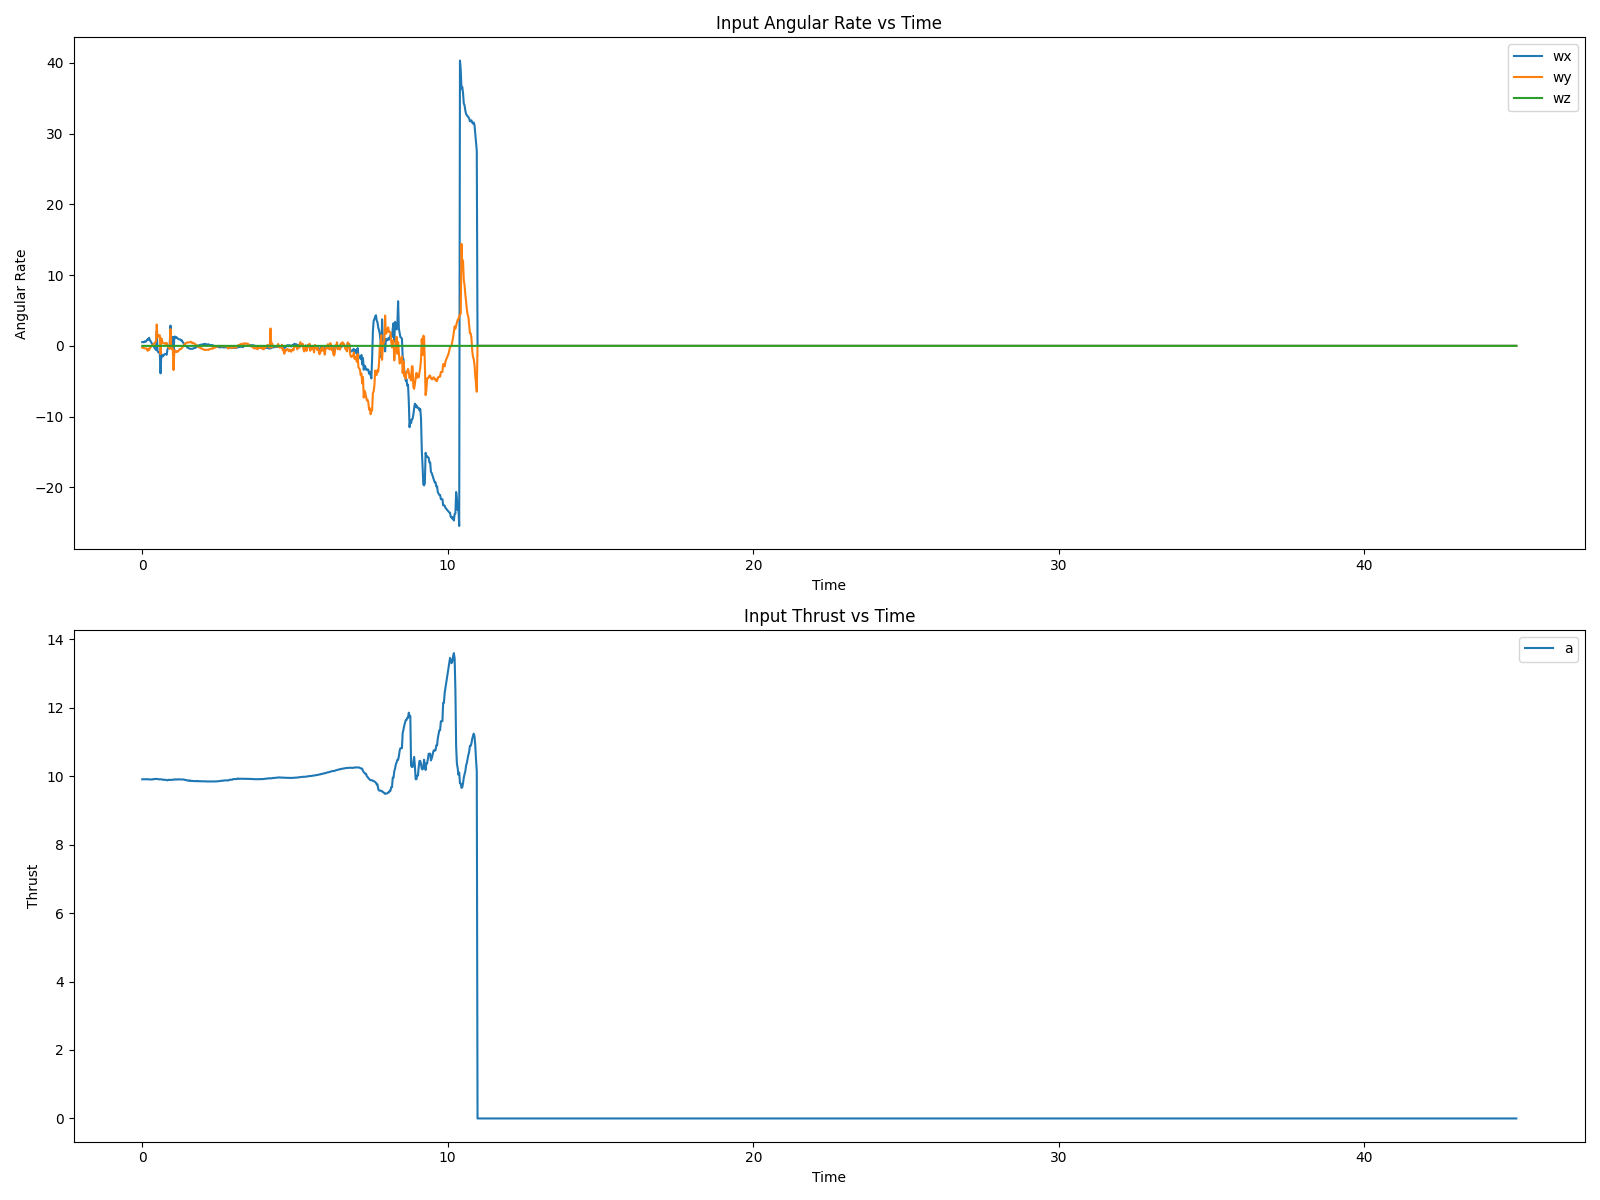 Input Angular Rate vs Time
wx
wy
wz
Angular Rate
40
30
20
10
0
−10
−20
0 10 20 30 40
Time
Input Thrust vs Time
a
Thrust
14
12
10
8
6
4
2
0
0 10 20 30 40
Time